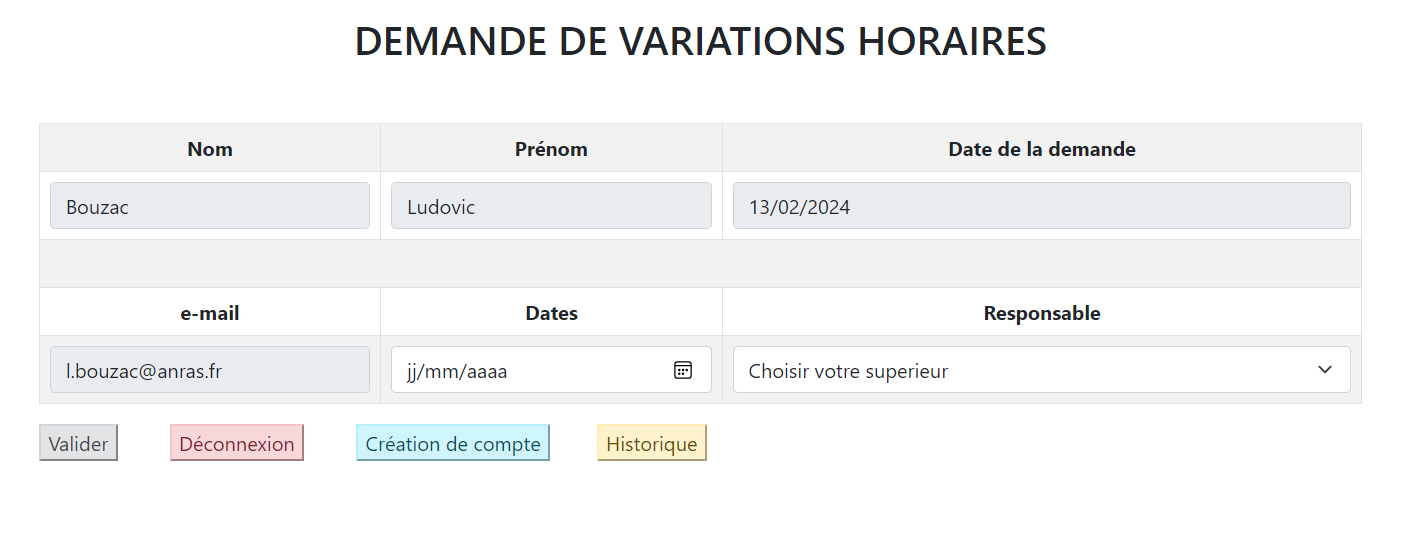 DEMANDE DE VARIATIONS HORAIRES
Nom Prénom Date de la demande
Bouzac Ludovic 13/02/2024
e-mail Dates Responsable
l.bouzac@anras.fr jj/mm/aaaa Choisir votre superieur
Valider Déconnexion Création de compte Historique